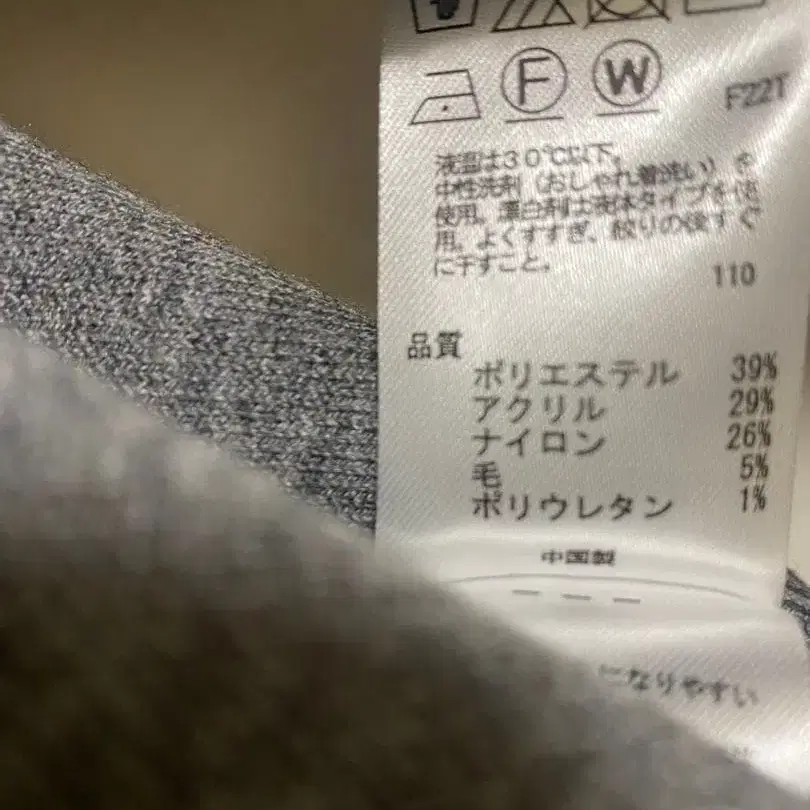 F W
F22T
液温は30℃以下。
中性洗剤（おしゃれ着洗い）を
使用。漂白剤は液体タイプを使
用。よくすすぎ、絞りの後すぐ
に干すこと。
110
品質
ポリエステル 39%
アクリル 29%
ナイロン 26%
毛 5%
ポリウレタン 1%
中国製
になりやすい